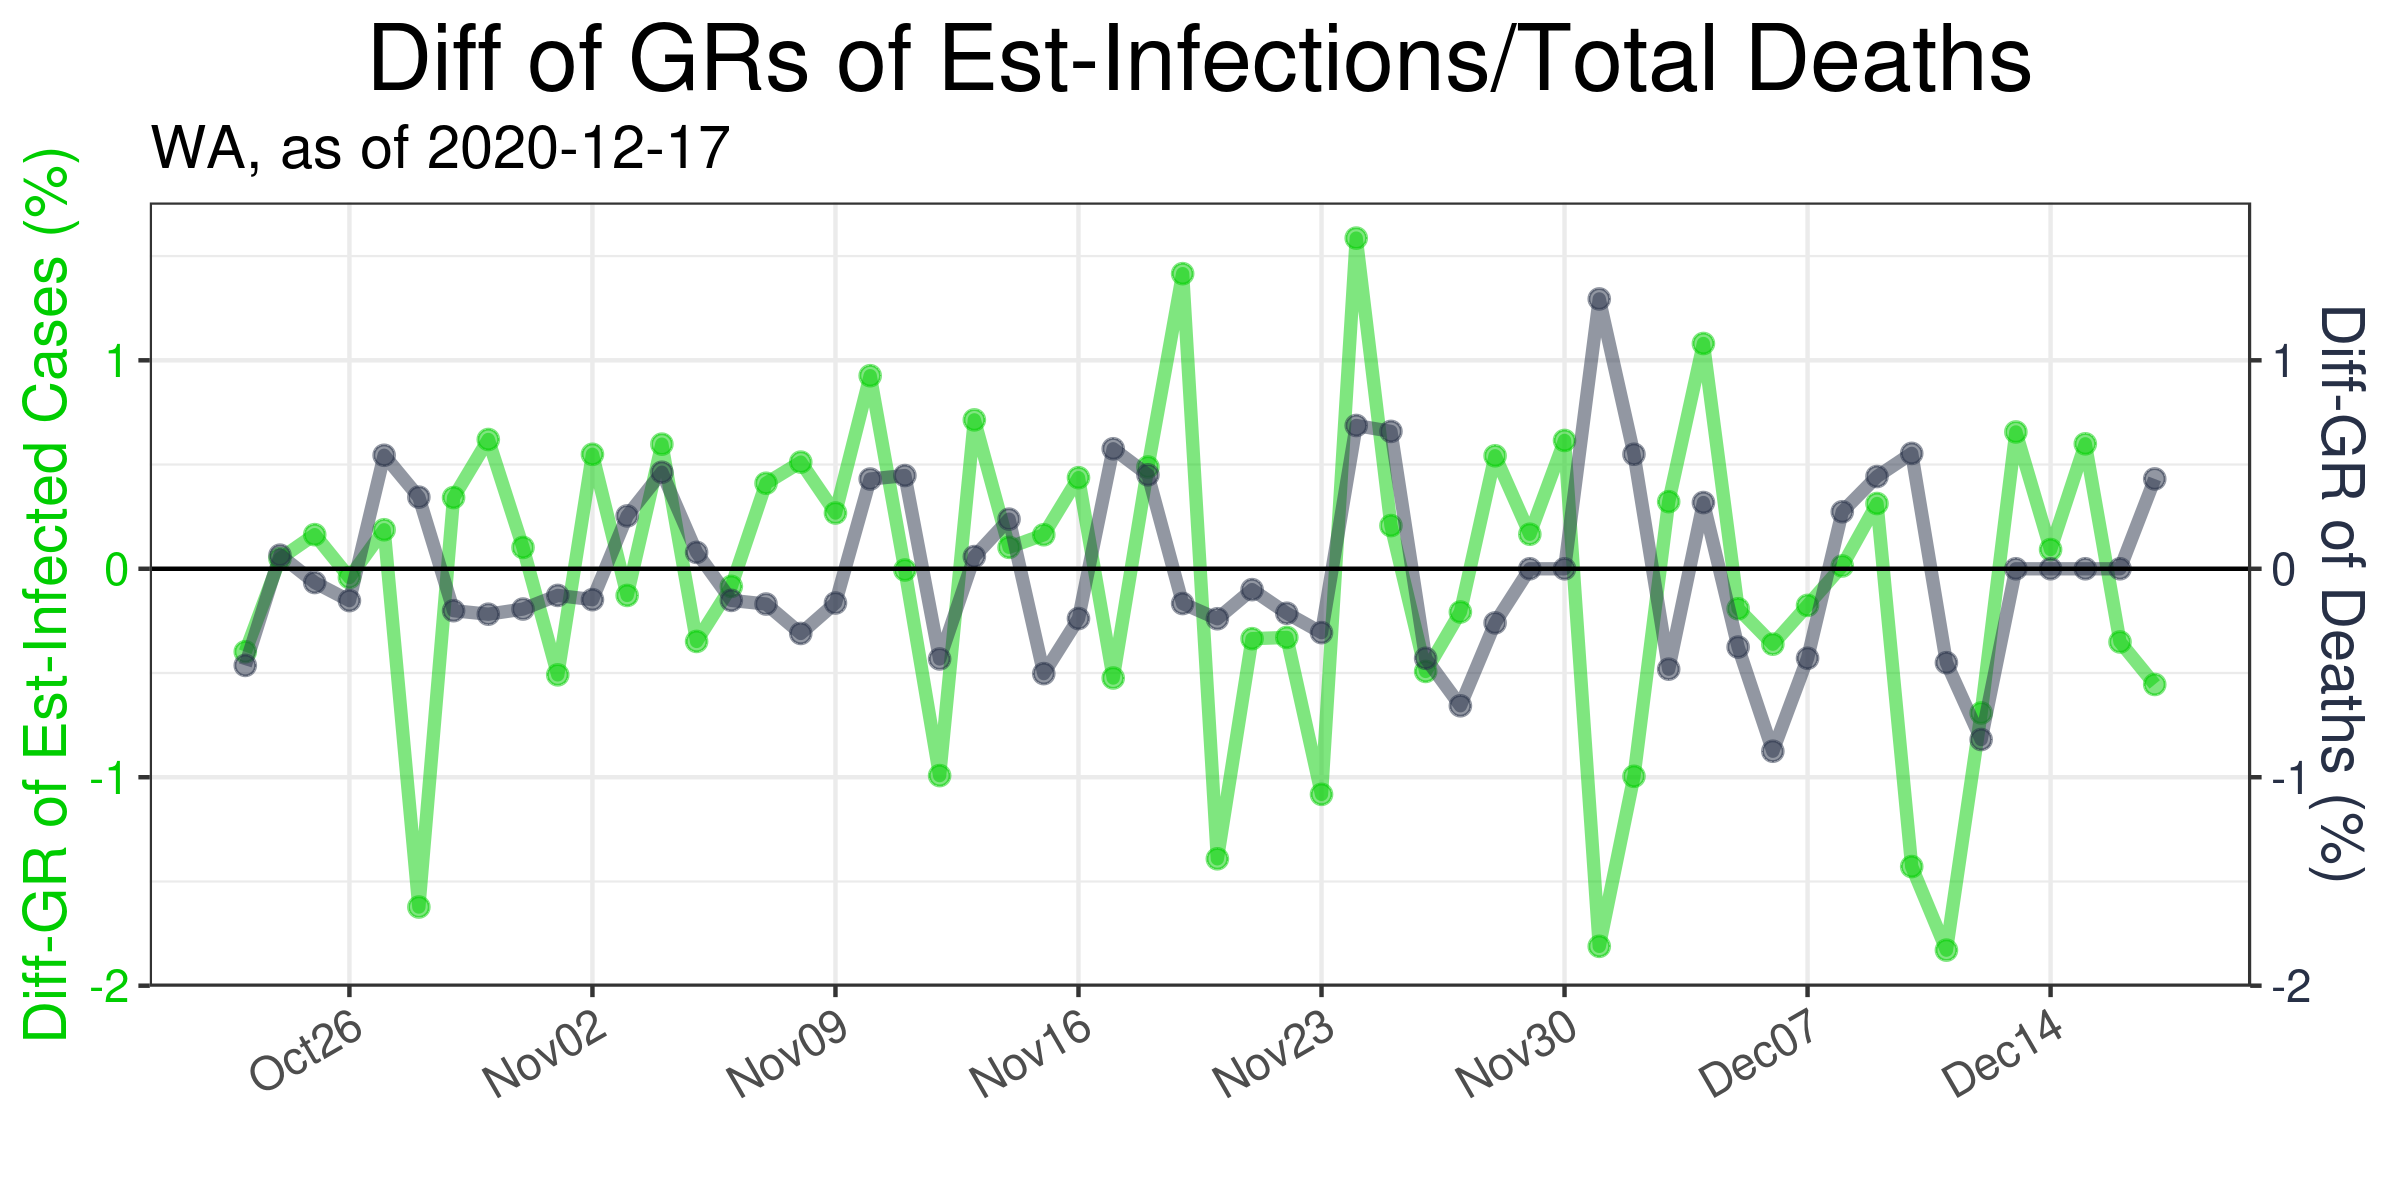 Diff of GRs of Est-Infections/Total Deaths
WA, as of 2020-12-17
Diff-GR of Est-Infected Cases (%)
1
0
-1
-2
1
0
-1
-2
Diff-GR of Deaths (%)
Oct26
Nov02
Nov09
Nov16
Nov23
Nov30
Dec07
Dec14